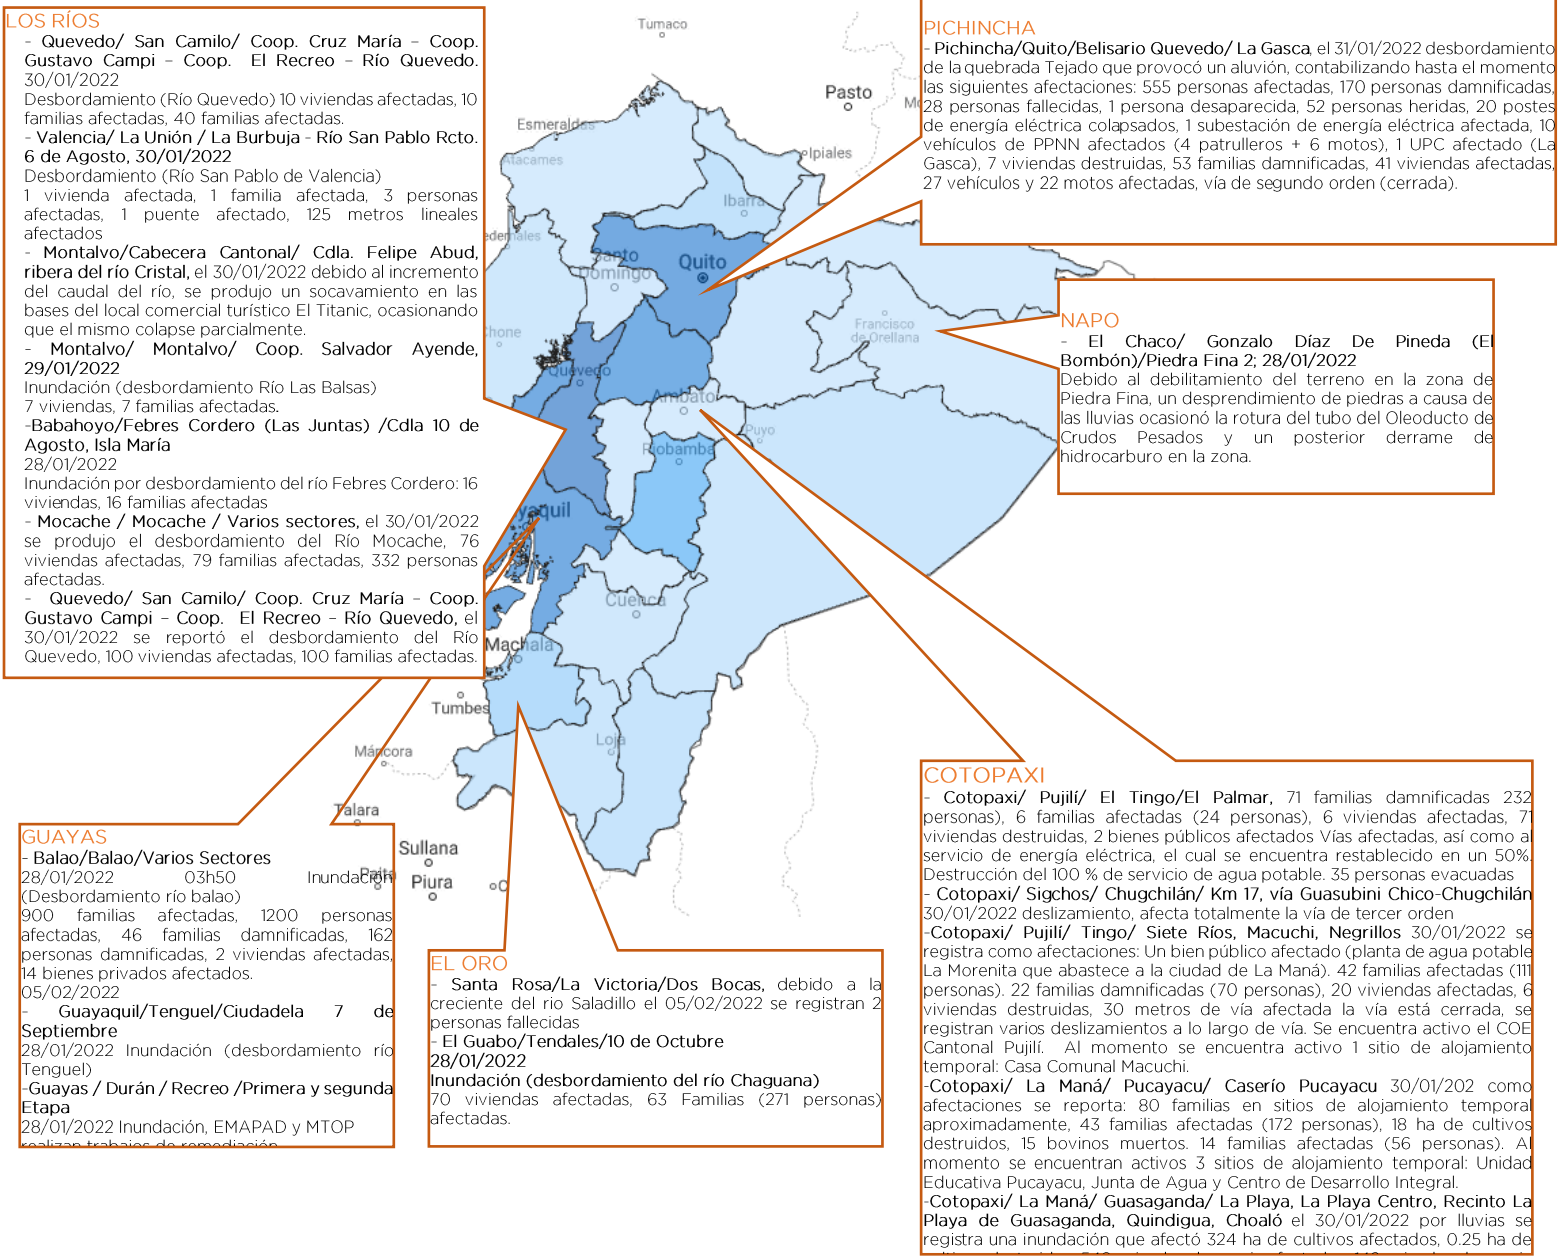 LOS RÍOS
- Quevedo/ San Camilo/ Coop. Cruz María – Coop.
Gustavo Campi – Coop. El Recreo – Río Quevedo.
30/01/2022
Desbordamiento (Río Quevedo) 10 viviendas afectadas, 10
familias afectadas, 40 familias afectadas.
- Valencia/ La Unión / La Burbuja - Río San Pablo Rcto.
6 de Agosto, 30/01/2022
Desbordamiento (Río San Pablo de Valencia)
1 vivienda afectada, 1 familia afectada, 3 personas
afectadas, 1 puente afectado, 125 metros lineales
afectados
- Montalvo/Cabecera Cantonal/ Cdla. Felipe Abud,
ribera del río Cristal, el 30/01/2022 debido al incremento
del caudal del río, se produjo un socavamiento en las
bases del local comercial turístico El Titanic, ocasionando
que el mismo colapse parcialmente.
- Montalvo/ Montalvo/ Coop. Salvador Ayende,
29/01/2022
Inundación (desbordamiento Río Las Balsas)
7 viviendas, 7 familias afectadas.
-Babahoyo/Febres Cordero (Las Juntas) /Cdla 10 de
Agosto, Isla María
28/01/2022
Inundación por desbordamiento del río Febres Cordero: 16
viviendas, 16 familias afectadas
- Mocache / Mocache / Varios sectores, el 30/01/2022
se produjo el desbordamiento del Río Mocache, 76
viviendas afectadas, 79 familias afectadas, 332 personas
afectadas.
- Quevedo/ San Camilo/ Coop. Cruz María – Coop.
Gustavo Campi – Coop. El Recreo – Río Quevedo, el
30/01/2022 se reportó el desbordamiento del Río
Quevedo, 100 viviendas afectadas, 100 familias afectadas.
PICHINCHA
- Pichincha/Quito/Belisario Quevedo/ La Gasca, el 31/01/2022 desbordamiento
de la quebrada Tejado que provocó un aluvión, contabilizando hasta el momento
las siguientes afectaciones: 555 personas afectadas, 170 personas damnificadas,
28 personas fallecidas, 1 persona desaparecida, 52 personas heridas, 20 postes
de energía eléctrica colapsados, 1 subestación de energía eléctrica afectada, 10
vehículos de PPNN afectados (4 patrulleros + 6 motos), 1 UPC afectado (La
Gasca), 7 viviendas destruidas, 53 familias damnificadas, 41 viviendas afectadas,
27 vehículos y 22 motos afectadas, vía de segundo orden (cerrada).
NAPO
- El Chaco/ Gonzalo Díaz De Pineda (El
Bombón)/Piedra Fina 2; 28/01/2022
Debido al debilitamiento del terreno en la zona de
Piedra Fina, un desprendimiento de piedras a causa de
las lluvias ocasionó la rotura del tubo del Oleoducto de
Crudos Pesados y un posterior derrame de
hidrocarburo en la zona.
Tumaco
Pasto
Esmeraldas
Atacames
Ipiales
Ibarra
Santo
Domingo
Quito
Francisco
de Orellana
Chone
Quevedo
Ambato
Puyo
Riobamba
yaquil
Cuenca
Machala
Tumbes
Loja
Máncora
Talara
Sullana
Paita
Piura
GUAYAS
- Balao/Balao/Varios Sectores
28/01/2022 03h50 Inundación
(Desbordamiento río balao)
900 familias afectadas, 1200 personas
afectadas, 46 familias damnificadas, 162
personas damnificadas, 2 viviendas afectadas,
14 bienes privados afectados.
05/02/2022
- Guayaquil/Tenguel/Ciudadela 7 de
Septiembre
28/01/2022 Inundación (desbordamiento río
Tenguel)
-Guayas / Durán / Recreo /Primera y segunda
Etapa
28/01/2022 Inundación, EMAPAD y MTOP
realizan trabajos de remediación
EL ORO
- Santa Rosa/La Victoria/Dos Bocas, debido a la
creciente del rio Saladillo el 05/02/2022 se registran 2
personas fallecidas
- El Guabo/Tendales/10 de Octubre
28/01/2022
Inundación (desbordamiento del río Chaguana)
70 viviendas afectadas, 63 Familias (271 personas)
afectadas.
COTOPAXI
- Cotopaxi/ Pujilí/ El Tingo/El Palmar, 71 familias damnificadas 232
personas), 6 familias afectadas (24 personas), 6 viviendas afectadas, 71
viviendas destruidas, 2 bienes públicos afectados Vías afectadas, así como al
servicio de energía eléctrica, el cual se encuentra restablecido en un 50%.
Destrucción del 100 % de servicio de agua potable. 35 personas evacuadas
- Cotopaxi/ Sigchos/ Chugchilán/ Km 17, vía Guasubini Chico-Chugchilán
30/01/2022 deslizamiento, afecta totalmente la vía de tercer orden
-Cotopaxi/ Pujilí/ Tingo/ Siete Ríos, Macuchi, Negrillos 30/01/2022 se
registra como afectaciones: Un bien público afectado (planta de agua potable
La Morenita que abastece a la ciudad de La Maná). 42 familias afectadas (111
personas). 22 familias damnificadas (70 personas), 20 viviendas afectadas, 6
viviendas destruidas, 30 metros de vía afectada la vía está cerrada, se
registran varios deslizamientos a lo largo de vía. Se encuentra activo el COE
Cantonal Pujilí. Al momento se encuentra activo 1 sitio de alojamiento
temporal: Casa Comunal Macuchi.
-Cotopaxi/ La Maná/ Pucayacu/ Caserío Pucayacu 30/01/202 como
afectaciones se reporta: 80 familias en sitios de alojamiento temporal
aproximadamente, 43 familias afectadas (172 personas), 18 ha de cultivos
destruidos, 15 bovinos muertos. 14 familias afectadas (56 personas). Al
momento se encuentran activos 3 sitios de alojamiento temporal: Unidad
Educativa Pucayacu, Junta de Agua y Centro de Desarrollo Integral.
-Cotopaxi/ La Maná/ Guasaganda/ La Playa, La Playa Centro, Recinto La
Playa de Guasaganda, Quindigua, Choaló el 30/01/2022 por lluvias se
registra una inundación que afectó 324 ha de cultivos afectados, 0.25 ha de